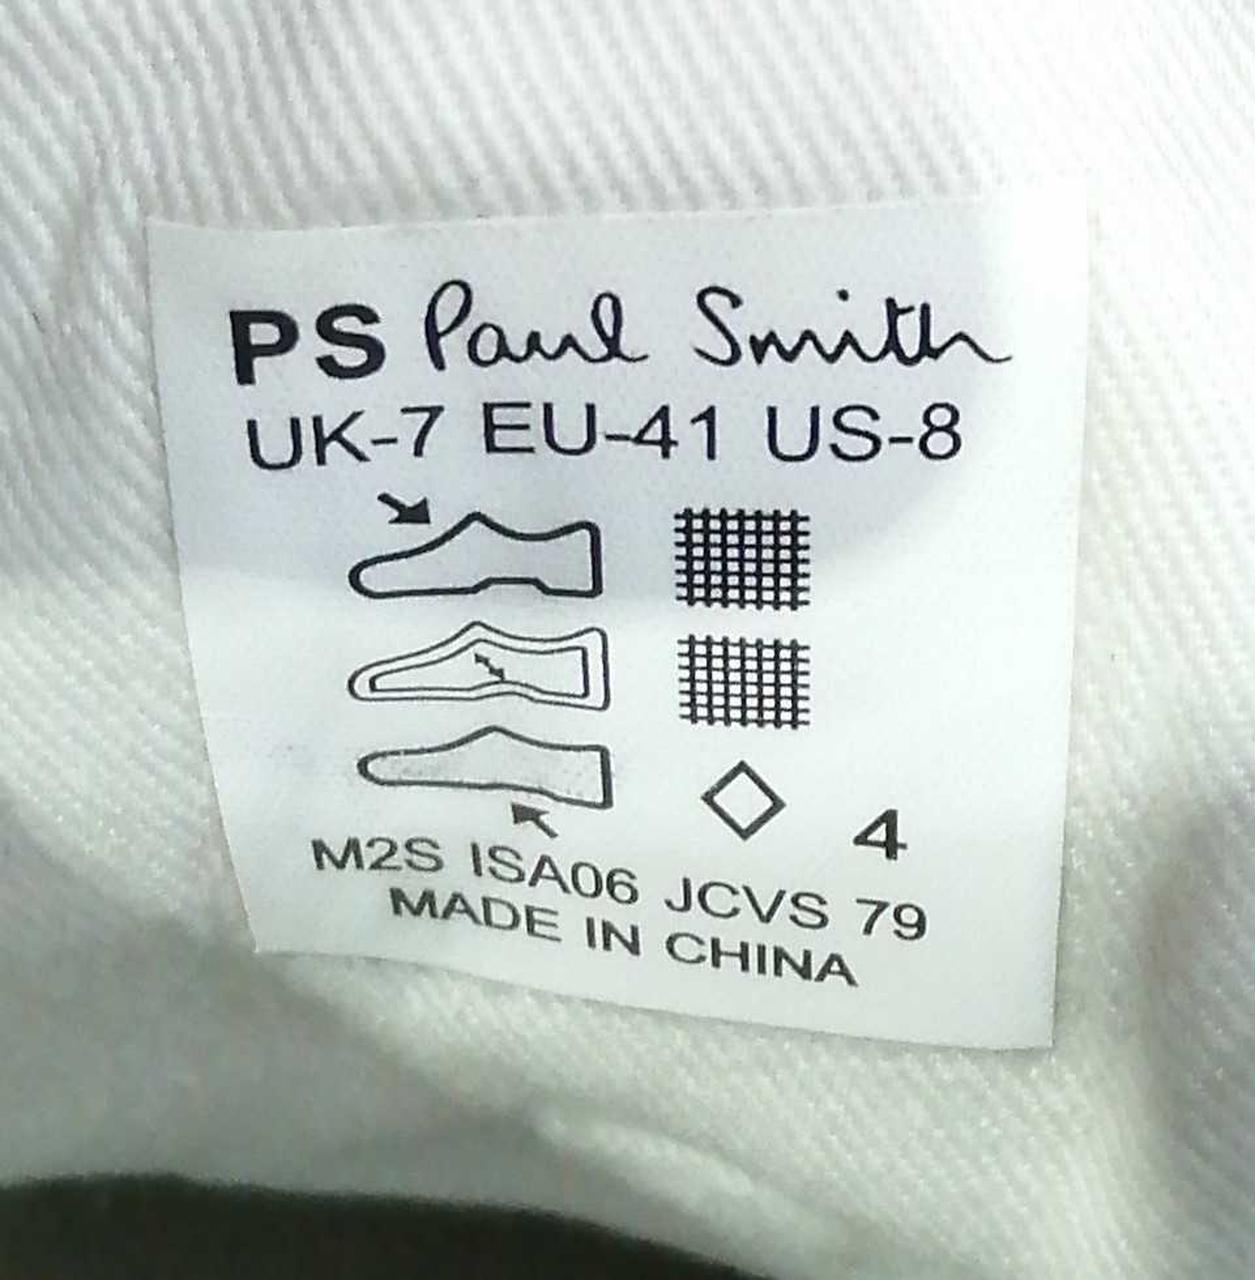 PS Paul Smith
UK-7 EU-41 US-8
4
M2S ISA06 JCVS 79
MADE IN CHINA